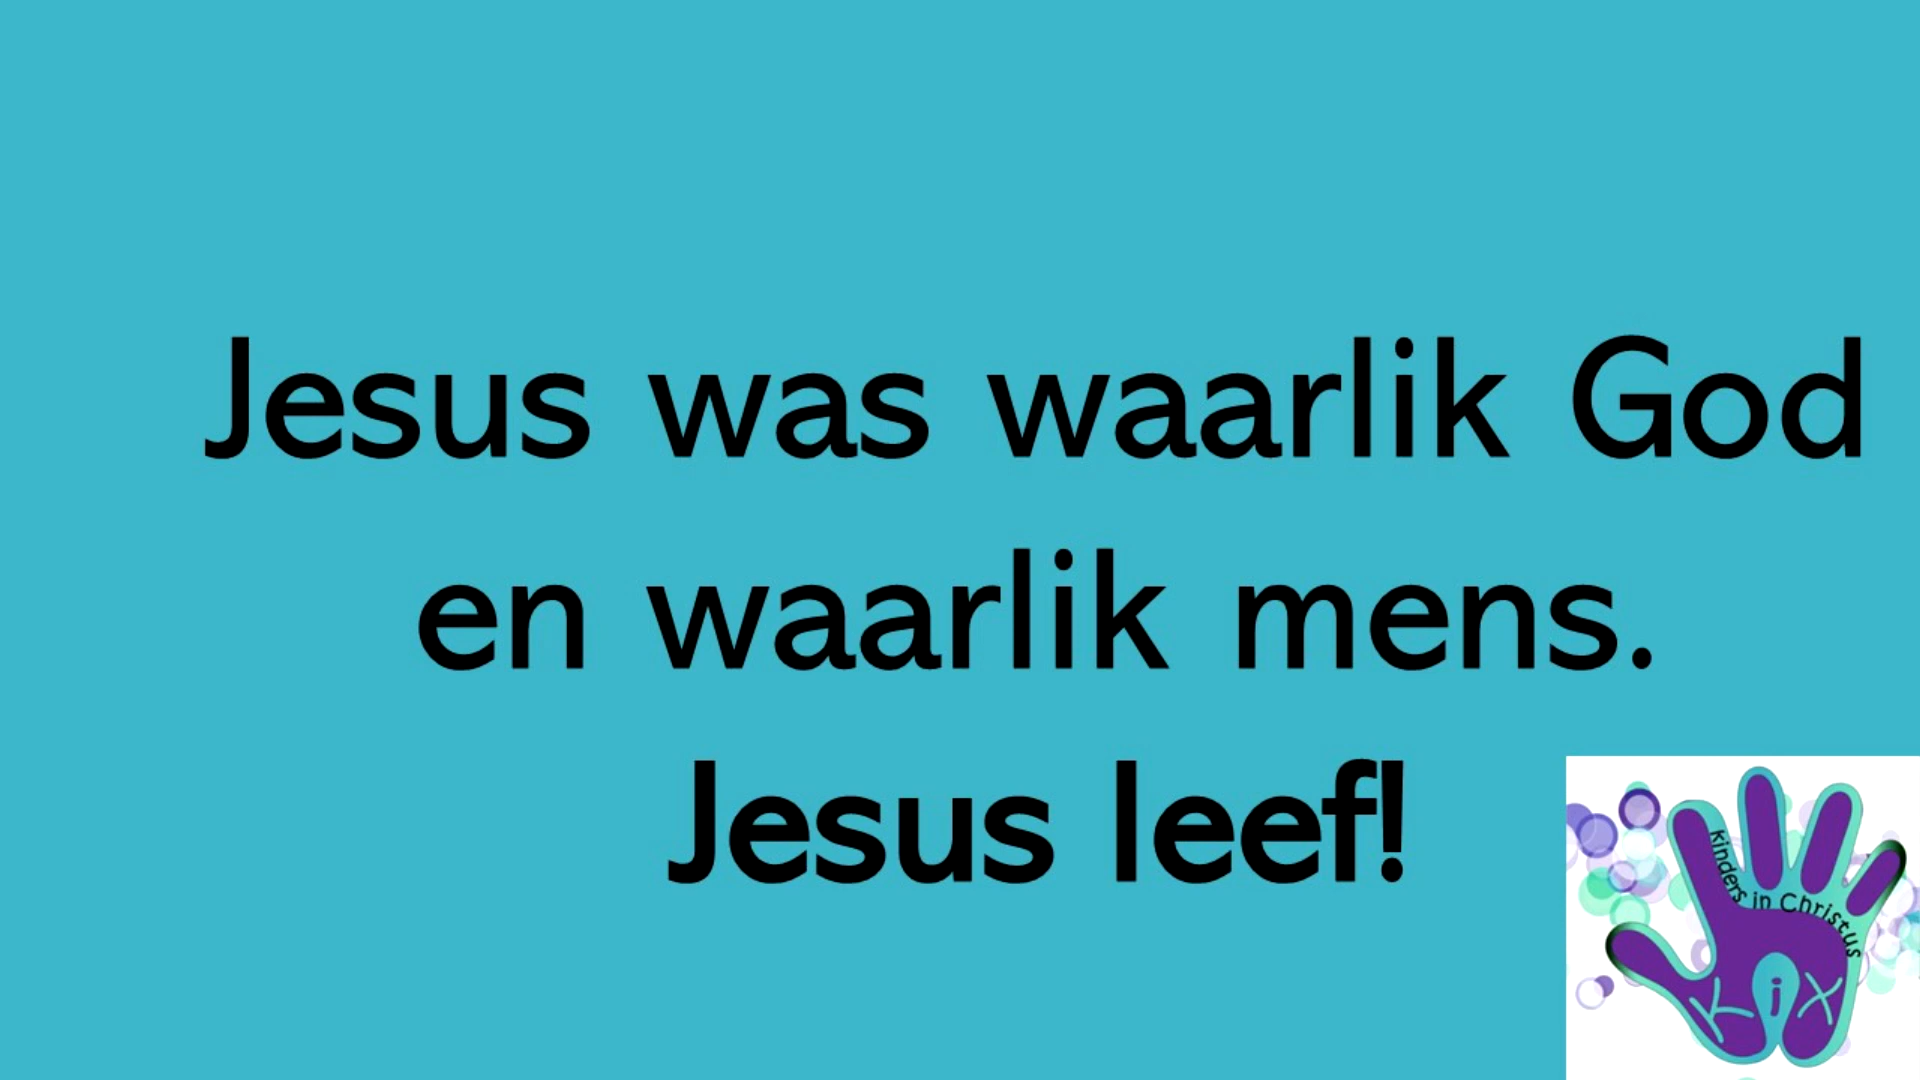 Jesus was waarlik God
en waarlik mens.
Jesus leef!
kinders in Christus
KiX